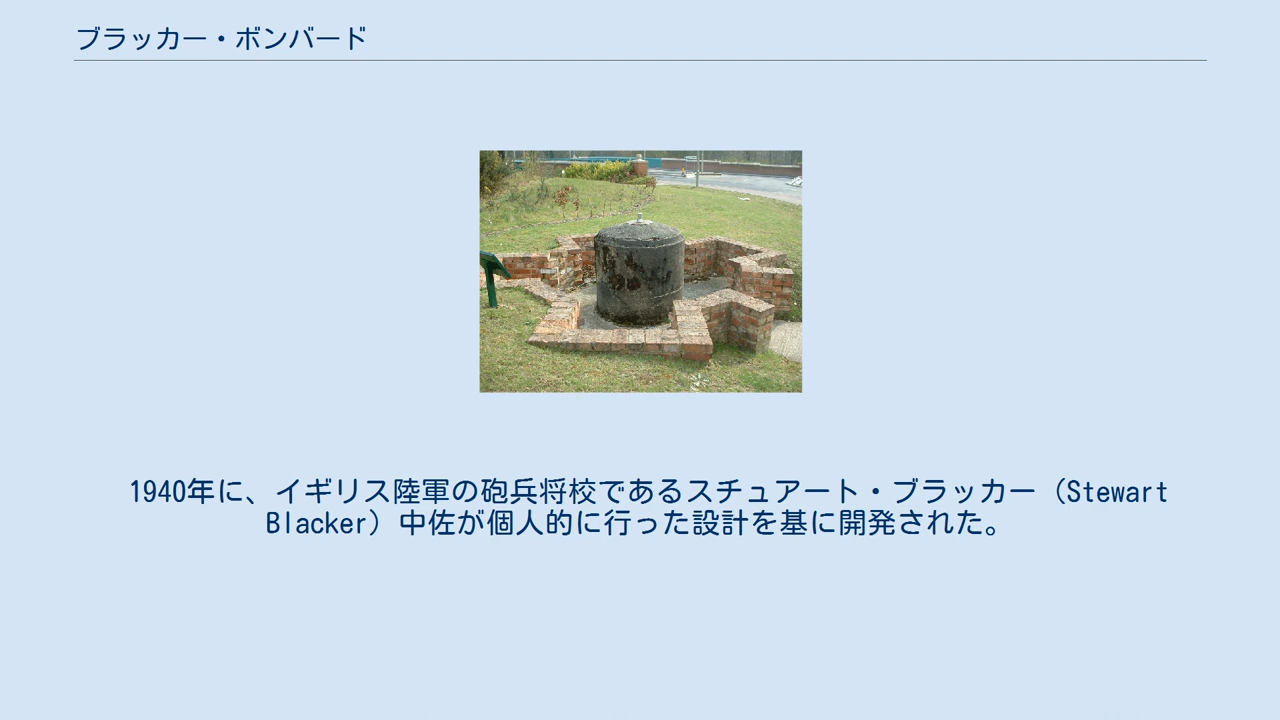 ブラッカー・ボンバード
1940年に、イギリス陸軍の砲兵将校であるスチュアート・ブラッカー（Stewart
Blacker）中佐が個人的に行った設計を基に開発された。